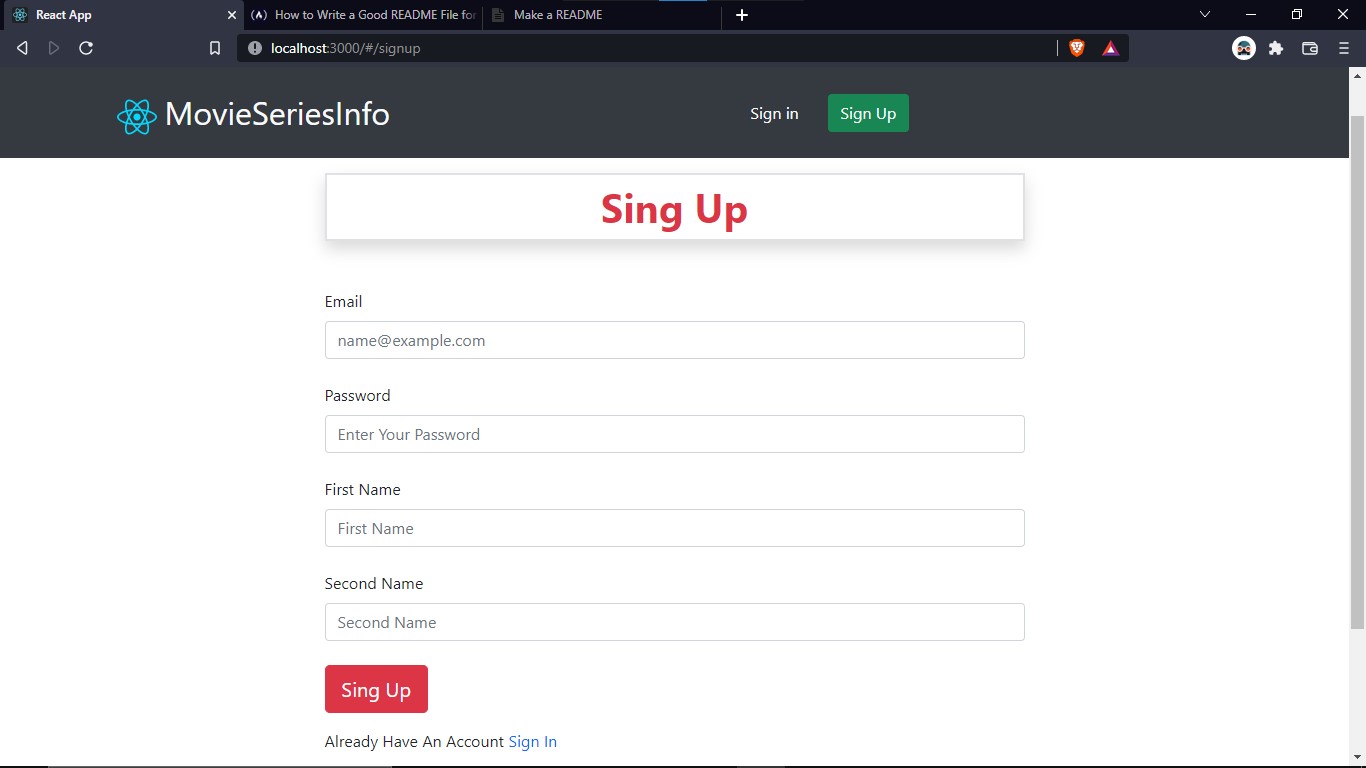 React App
How to Write a Good README File for
Make a README
localhost:3000/#/signup
MovieSeriesInfo
Sign in
Sign Up
Sing Up
Email
name@example.com
Password
Enter Your Password
First Name
First Name
Second Name
Second Name
Sing Up
Already Have An Account Sign In